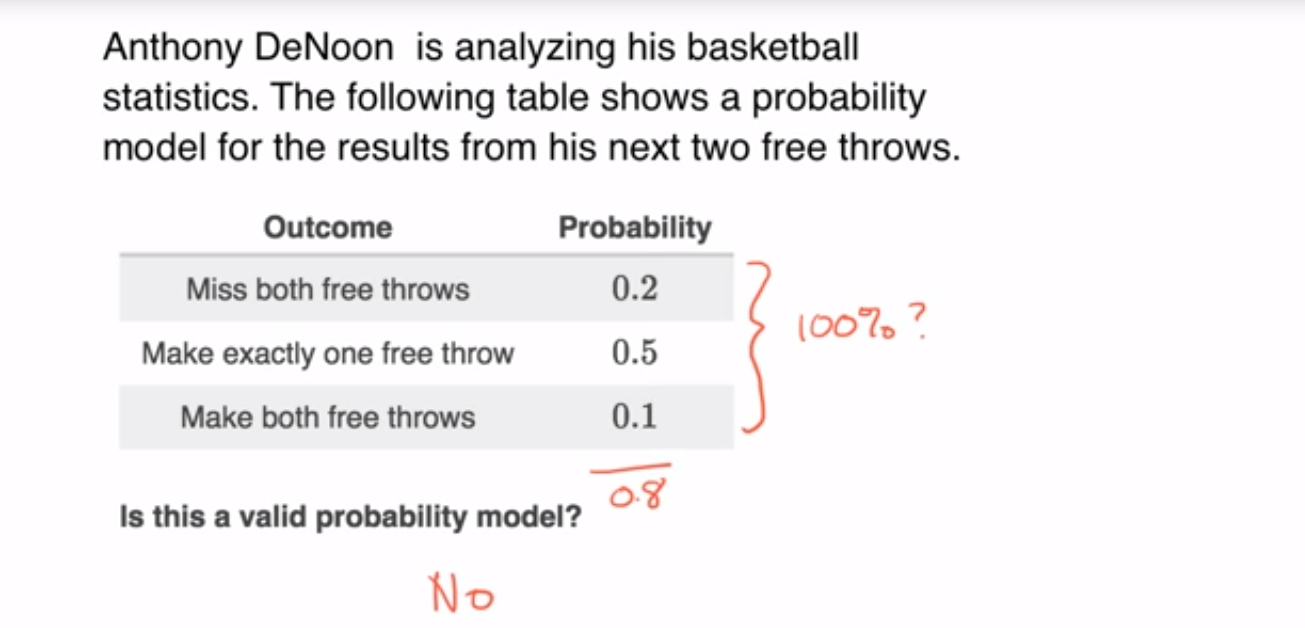 Anthony DeNoon is analyzing his basketball
statistics. The following table shows a probability
model for the results from his next two free throws.
Outcome Probability
Miss both free throws 0.2
100% ?
Make exactly one free throw 0.5
Make both free throws 0.1
0.8
Is this a valid probability model?
No